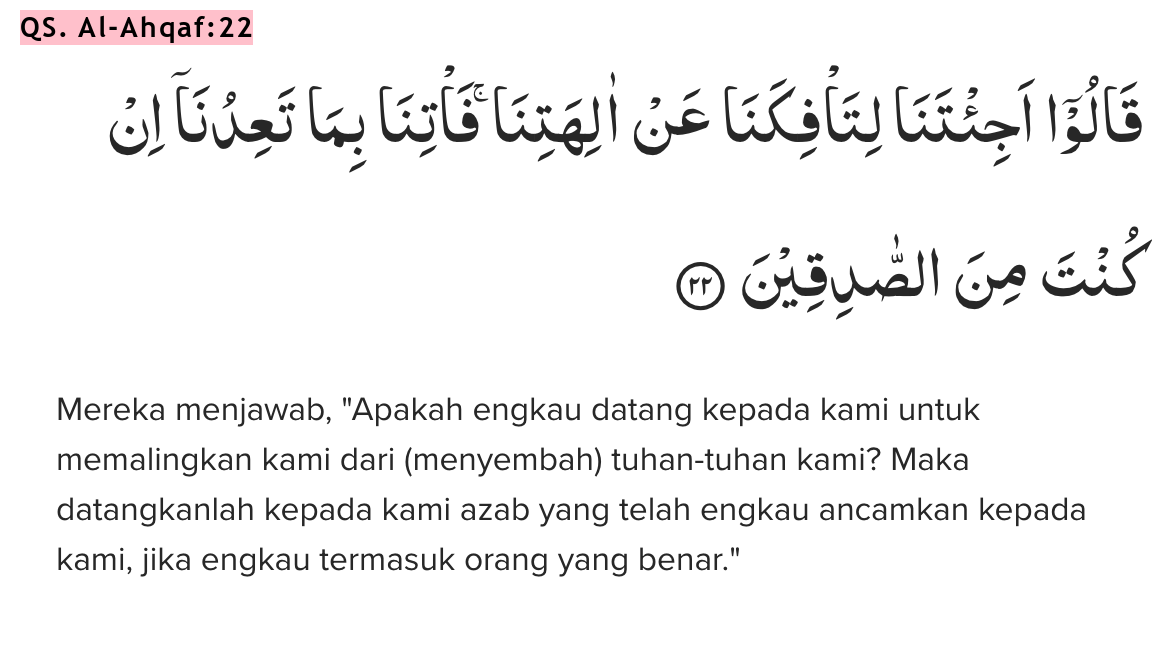 QS. Al-Ahqaf:22
قَالُوْٓا اَجِئْتَنَا لِتَأْفِكَنَا عَنْ اٰلِهَتِنَاۚ فَأْتِنَا بِمَا تَعِدُنَآ اِنْ
كُنْتَ مِنَ الصّٰدِقِيْنَ ٢٢
Mereka menjawab, "Apakah engkau datang kepada kami untuk
memalingkan kami dari (menyembah) tuhan-tuhan kami? Maka
datangkanlah kepada kami azab yang telah engkau ancamkan kepada
kami, jika engkau termasuk orang yang benar."